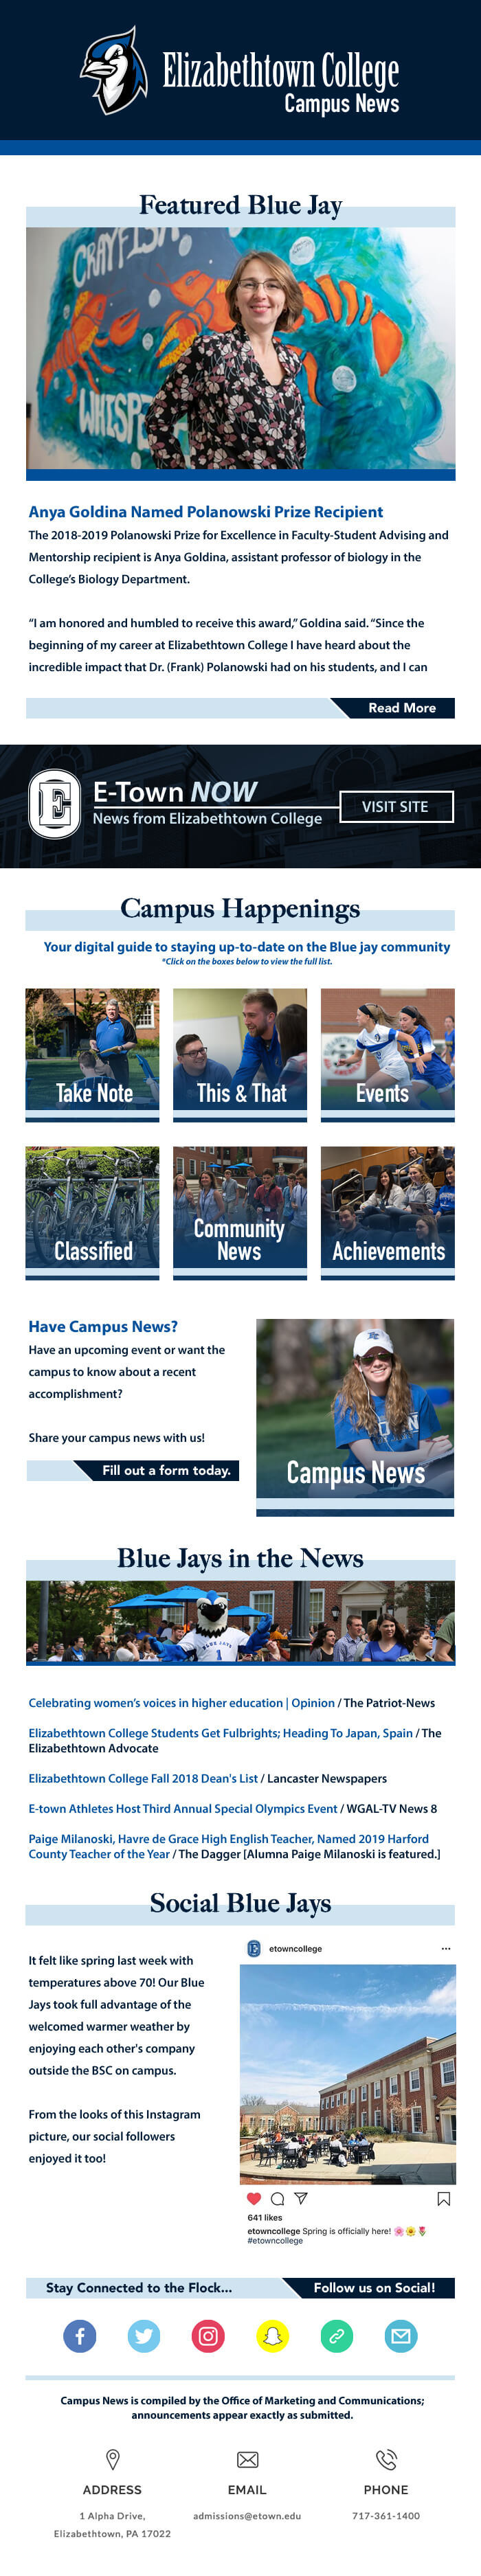 Elizabethtown College
Campus News
Featured Blue Jay
CRAYFISH
WHISP
Anya Goldina Named Polanowski Prize Recipient
The 2018-2019 Polanowski Prize for Excellence in Faculty-Student Advising and
Mentorship recipient is Anya Goldina, assistant professor of biology in the
College's Biology Department.
"I am honored and humbled to receive this award," Goldina said. "Since the
beginning of my career at Elizabethtown College I have heard about the
incredible impact that Dr. (Frank) Polanowski had on his students, and I can
Read More
E
E-Town NOW
News from Elizabethtown College
VISIT SITE
Campus Happenings
Your digital guide to staying up-to-date on the Blue jay community
*Click on the boxes below to view the full list.
Take Note
This & That
Events
Classified
Community
News
Achievements
Have Campus News?
Have an upcoming event or want the
campus to know about a recent
accomplishment?
Share your campus news with us!
Fill out a form today.
Campus News
Blue Jays in the News
BLUE JAYS
1
Celebrating women's voices in higher education | Opinion / The Patriot-News
Elizabethtown College Students Get Fulbrights; Heading To Japan, Spain / The
Elizabethtown Advocate
Elizabethtown College Fall 2018 Dean's List / Lancaster Newspapers
E-town Athletes Host Third Annual Special Olympics Event / WGAL-TV News 8
Paige Milanoski, Havre de Grace High English Teacher, Named 2019 Harford
County Teacher of the Year / The Dagger [Alumna Paige Milanoski is featured.]
Social Blue Jays
It felt like spring last week with
temperatures above 70! Our Blue
Jays took full advantage of the
welcomed warmer weather by
enjoying each other's company
outside the BSC on campus.
From the looks of this Instagram
picture, our social followers
enjoyed it too!
E etowncollege ...
641 likes
etowncollege Spring is officially here! 🌸🌼🌷
#etowncollege
Stay Connected to the Flock...
Follow us on Social!
Campus News is compiled by the Office of Marketing and Communications;
announcements appear exactly as submitted.
ADDRESS
1 Alpha Drive,
Elizabethtown, PA 17022
EMAIL
admissions@etown.edu
PHONE
717-361-1400